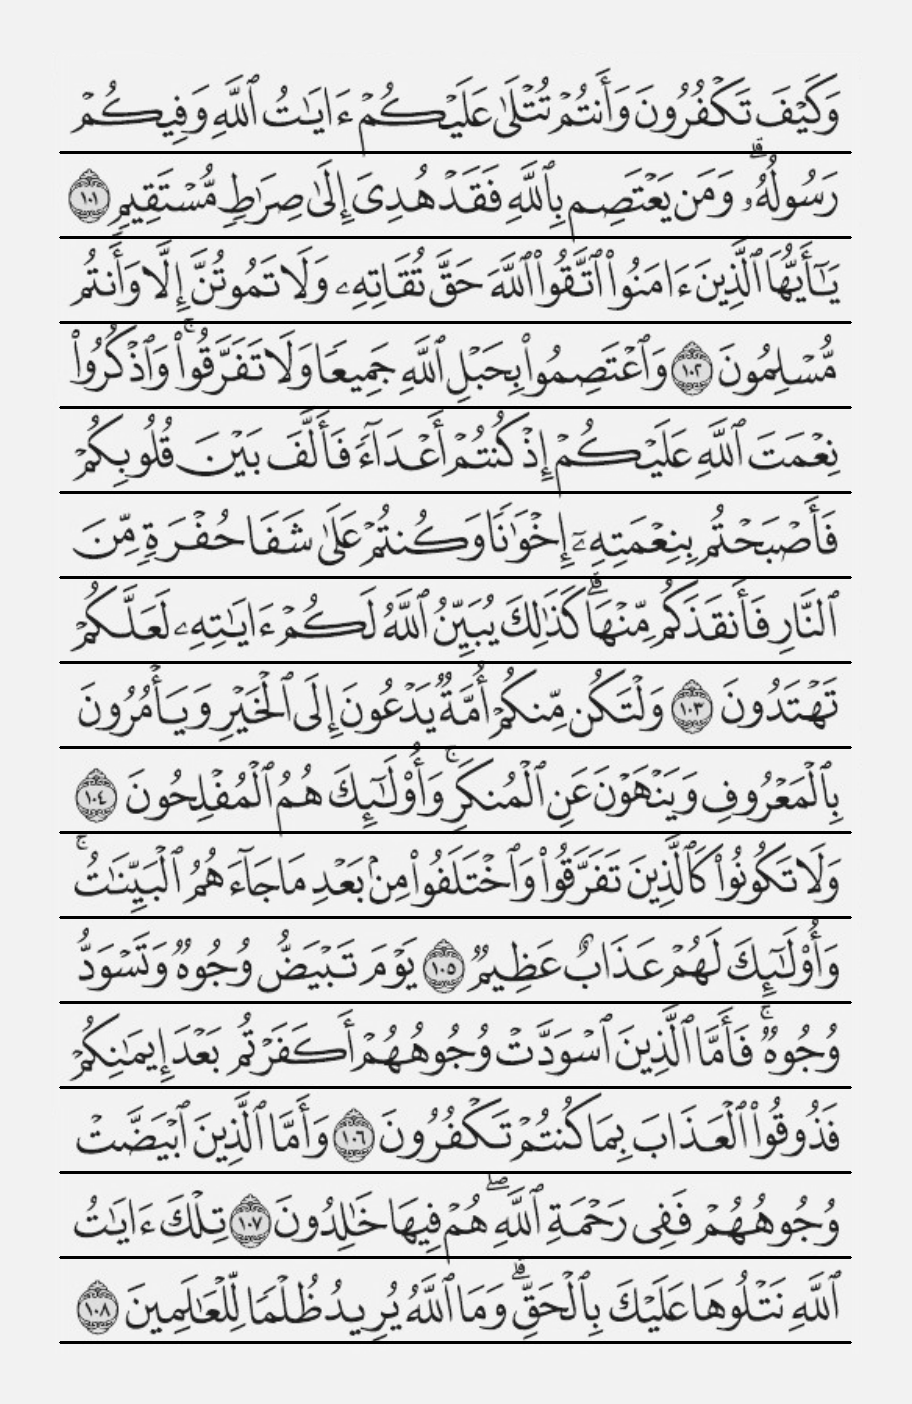 وَكَيْفَ تَكْفُرُونَ وَأَنتُمْ تُتْلَىٰ عَلَيْكُمْ ءَايَـٰتُ ٱللَّهِ وَفِيكُمْ
رَسُولُهُۥ ۗ وَمَن يَعْتَصِم بِٱللَّهِ فَقَدْ هُدِىَ إِلَىٰ صِرَٰطٍ مُّسْتَقِيمٍ ١٠١
يَـٰٓأَيُّهَا ٱلَّذِينَ ءَامَنُوا۟ ٱتَّقُوا۟ ٱللَّهَ حَقَّ تُقَاتِهِۦ وَلَا تَمُوتُنَّ إِلَّا وَأَنتُم
مُّسْلِمُونَ ١٠٢ وَٱعْتَصِمُوا۟ بِحَبْلِ ٱللَّهِ جَمِيعًا وَلَا تَفَرَّقُوا۟ ۚ وَٱذْكُرُوا۟
نِعْمَتَ ٱللَّهِ عَلَيْكُمْ إِذْ كُنتُمْ أَعْدَآءً فَأَلَّفَ بَيْنَ قُلُوبِكُمْ
فَأَصْبَحْتُم بِنِعْمَتِهِۦٓ إِخْوَٰنًا وَكُنتُمْ عَلَىٰ شَفَا حُفْرَةٍ مِّنَ
ٱلنَّارِ فَأَنقَذَكُم مِّنْهَا ۗ كَذَٰلِكَ يُبَيِّنُ ٱللَّهُ لَكُمْ ءَايَـٰتِهِۦ لَعَلَّكُمْ
تَهْتَدُونَ ١٠٣ وَلْتَكُن مِّنكُمْ أُمَّةٌ يَدْعُونَ إِلَى ٱلْخَيْرِ وَيَأْمُرُونَ
بِٱلْمَعْرُوفِ وَيَنْهَوْنَ عَنِ ٱلْمُنكَرِ ۚ وَأُو۟لَـٰٓئِكَ هُمُ ٱلْمُفْلِحُونَ ١٠٤
وَلَا تَكُونُوا۟ كَٱلَّذِينَ تَفَرَّقُوا۟ وَٱخْتَلَفُوا۟ مِنۢ بَعْدِ مَا جَآءَهُمُ ٱلْبَيِّنَـٰتُ ۚ
وَأُو۟لَـٰٓئِكَ لَهُمْ عَذَابٌ عَظِيمٌ ١٠٥ يَوْمَ تَبْيَضُّ وُجُوهٌ وَتَسْوَدُّ
وُجُوهٌ ۚ فَأَمَّا ٱلَّذِينَ ٱسْوَدَّتْ وُجُوهُهُمْ أَكَفَرْتُم بَعْدَ إِيمَـٰنِكُمْ
فَذُوقُوا۟ ٱلْعَذَابَ بِمَا كُنتُمْ تَكْفُرُونَ ١٠٦ وَأَمَّا ٱلَّذِينَ ٱبْيَضَّتْ
وُجُوهُهُمْ فَفِى رَحْمَةِ ٱللَّهِ ۖ هُمْ فِيهَا خَـٰلِدُونَ ١٠٧ تِلْكَ ءَايَـٰتُ
ٱللَّهِ نَتْلُوهَا عَلَيْكَ بِٱلْحَقِّ ۗ وَمَا ٱللَّهُ يُرِيدُ ظُلْمًا لِّلْعَـٰلَمِينَ ١٠٨